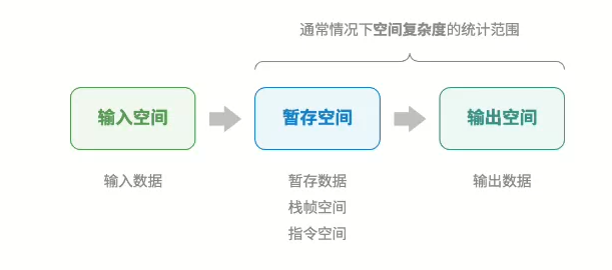 通常情况下空间复杂度的统计范围
输入空间
暂存空间
输出空间
输入数据
暂存数据
输出数据
栈帧空间
指令空间